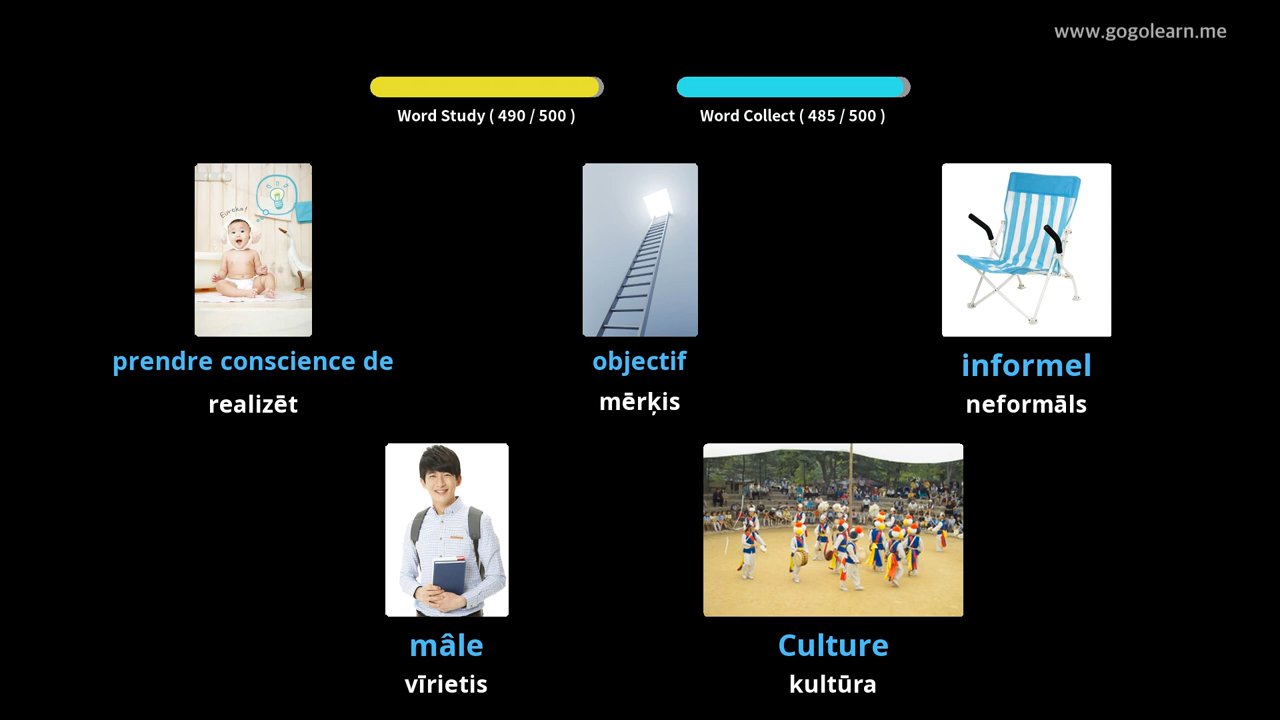 www.gogolearn.me
Word Study ( 490 / 500 )
Word Collect ( 485 / 500 )
Eureka!
prendre conscience de
realizēt
objectif
mērķis
informel
neformāls
mâle
vīrietis
Culture
kultūra